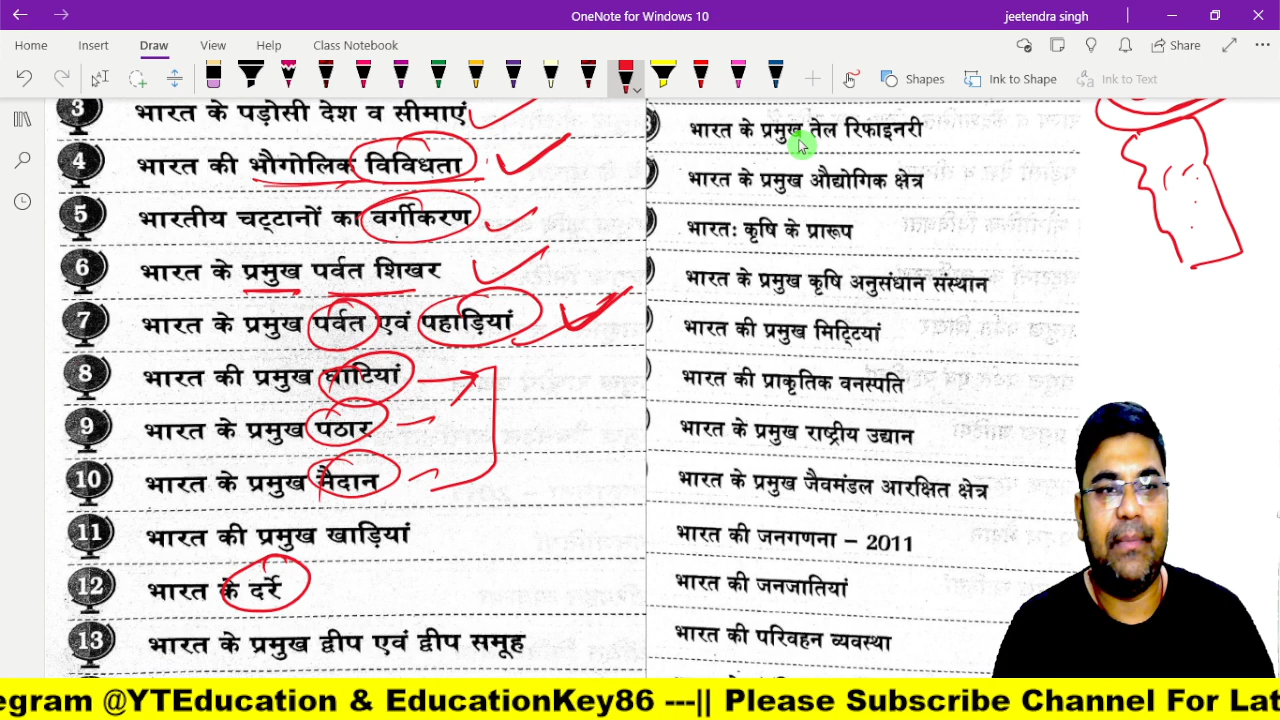 OneNote for Windows 10
jeetendra singh
Home Insert Draw View Help Class Notebook
Share
Shapes
Ink to Shape
Ink to Text
3 भारत के पड़ोसी देश व सीमाएं
4 भारत की भौगोलिक विविधता
5 भारतीय चट्टानों का वर्गीकरण
6 भारत के प्रमुख पर्वत शिखर
7 भारत के प्रमुख पर्वत एवं पहाड़ियां
8 भारत की प्रमुख घाटियां
9 भारत के प्रमुख पठार
10 भारत के प्रमुख मैदान
11 भारत की प्रमुख खाड़ियां
12 भारत के दर्रे
13 भारत के प्रमुख द्वीप एवं द्वीप समूह
भारत के प्रमुख तेल रिफाइनरी
भारत के प्रमुख औद्योगिक क्षेत्र
भारत: कृषि के प्रारूप
भारत के प्रमुख कृषि अनुसंधान संस्थान
भारत की प्रमुख मिट्टियां
भारत की प्राकृतिक वनस्पति
भारत के प्रमुख राष्ट्रीय उद्यान
भारत के प्रमुख जैवमंडल आरक्षित क्षेत्र
भारत की जनगणना – 2011
भारत की जनजातियां
भारत की परिवहन व्यवस्था
elegram @YTEducation & EducationKey86 ---|| Please Subscribe Channel For Lat